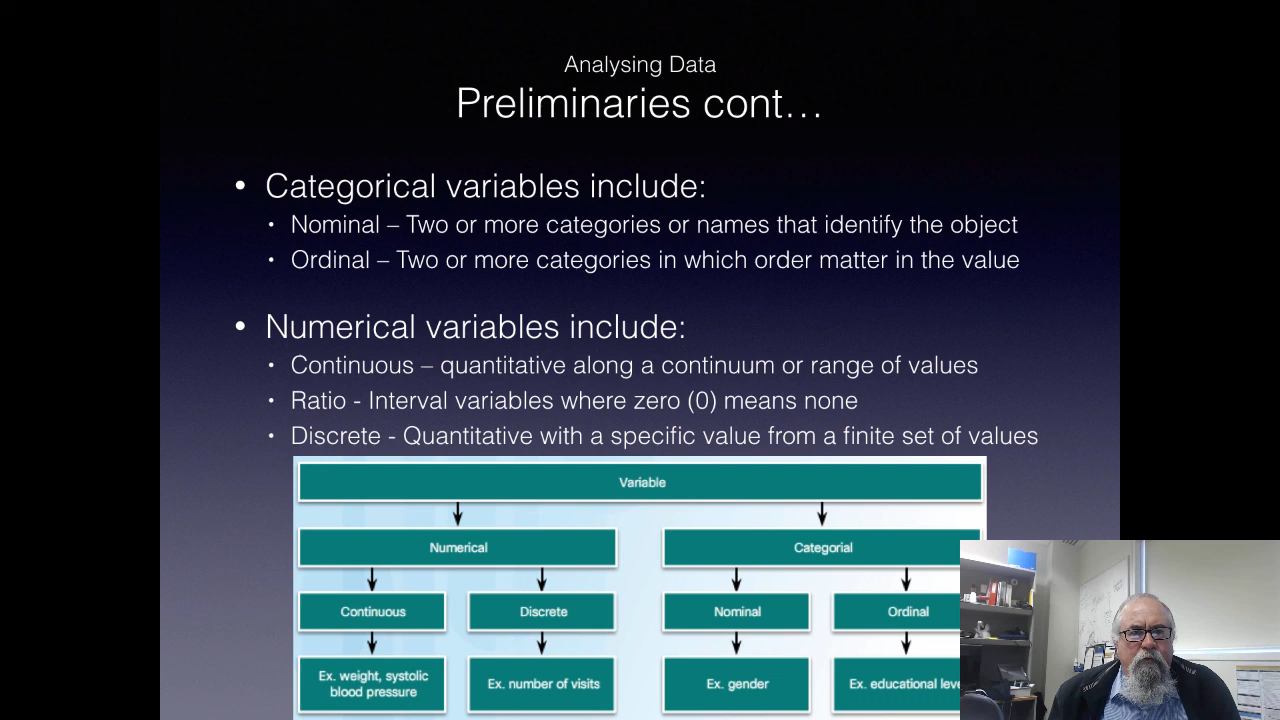 Analysing Data
Preliminaries cont…
• Categorical variables include:
• Nominal – Two or more categories or names that identify the object
• Ordinal – Two or more categories in which order matter in the value
• Numerical variables include:
• Continuous – quantitative along a continuum or range of values
• Ratio - Interval variables where zero (0) means none
• Discrete - Quantitative with a specific value from a finite set of values
Variable
Numerical
Categorial
Continuous
Discrete
Nominal
Ordinal
Ex. weight, systolic
blood pressure
Ex. number of visits
Ex. gender
Ex. educational leve